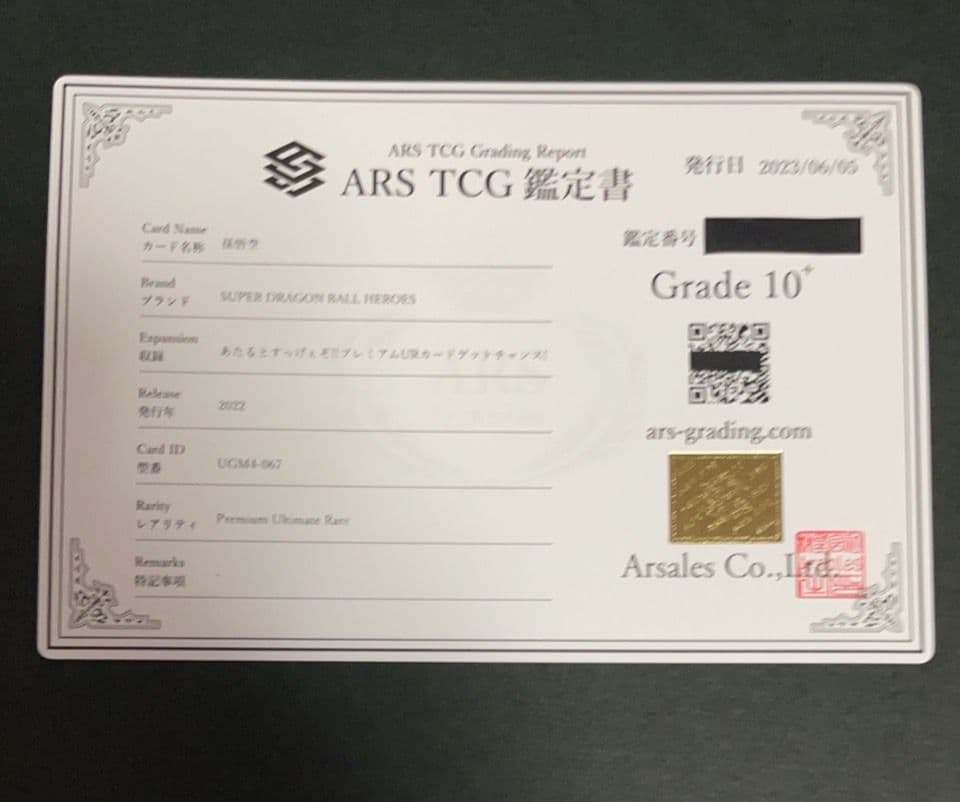 ARS TCG Grading Report
ARS TCG 鑑定書
発行日 2023/06/05
鑑定番号
Grade 10+
ars-grading.com
Arsales Co.,Ltd.
Card Name
カード名称 孫悟空
Brand
ブランド SUPER DRAGON BALL HEROES
Expansion
収録 あたるとすっげぇぞ!!プレミアムURカードゲットチャンス!
Release
発行年 2022
Card ID
型番 UGM4-067
Rarity
レアリティ Premium Ultimate Rare
Remarks
特記事項